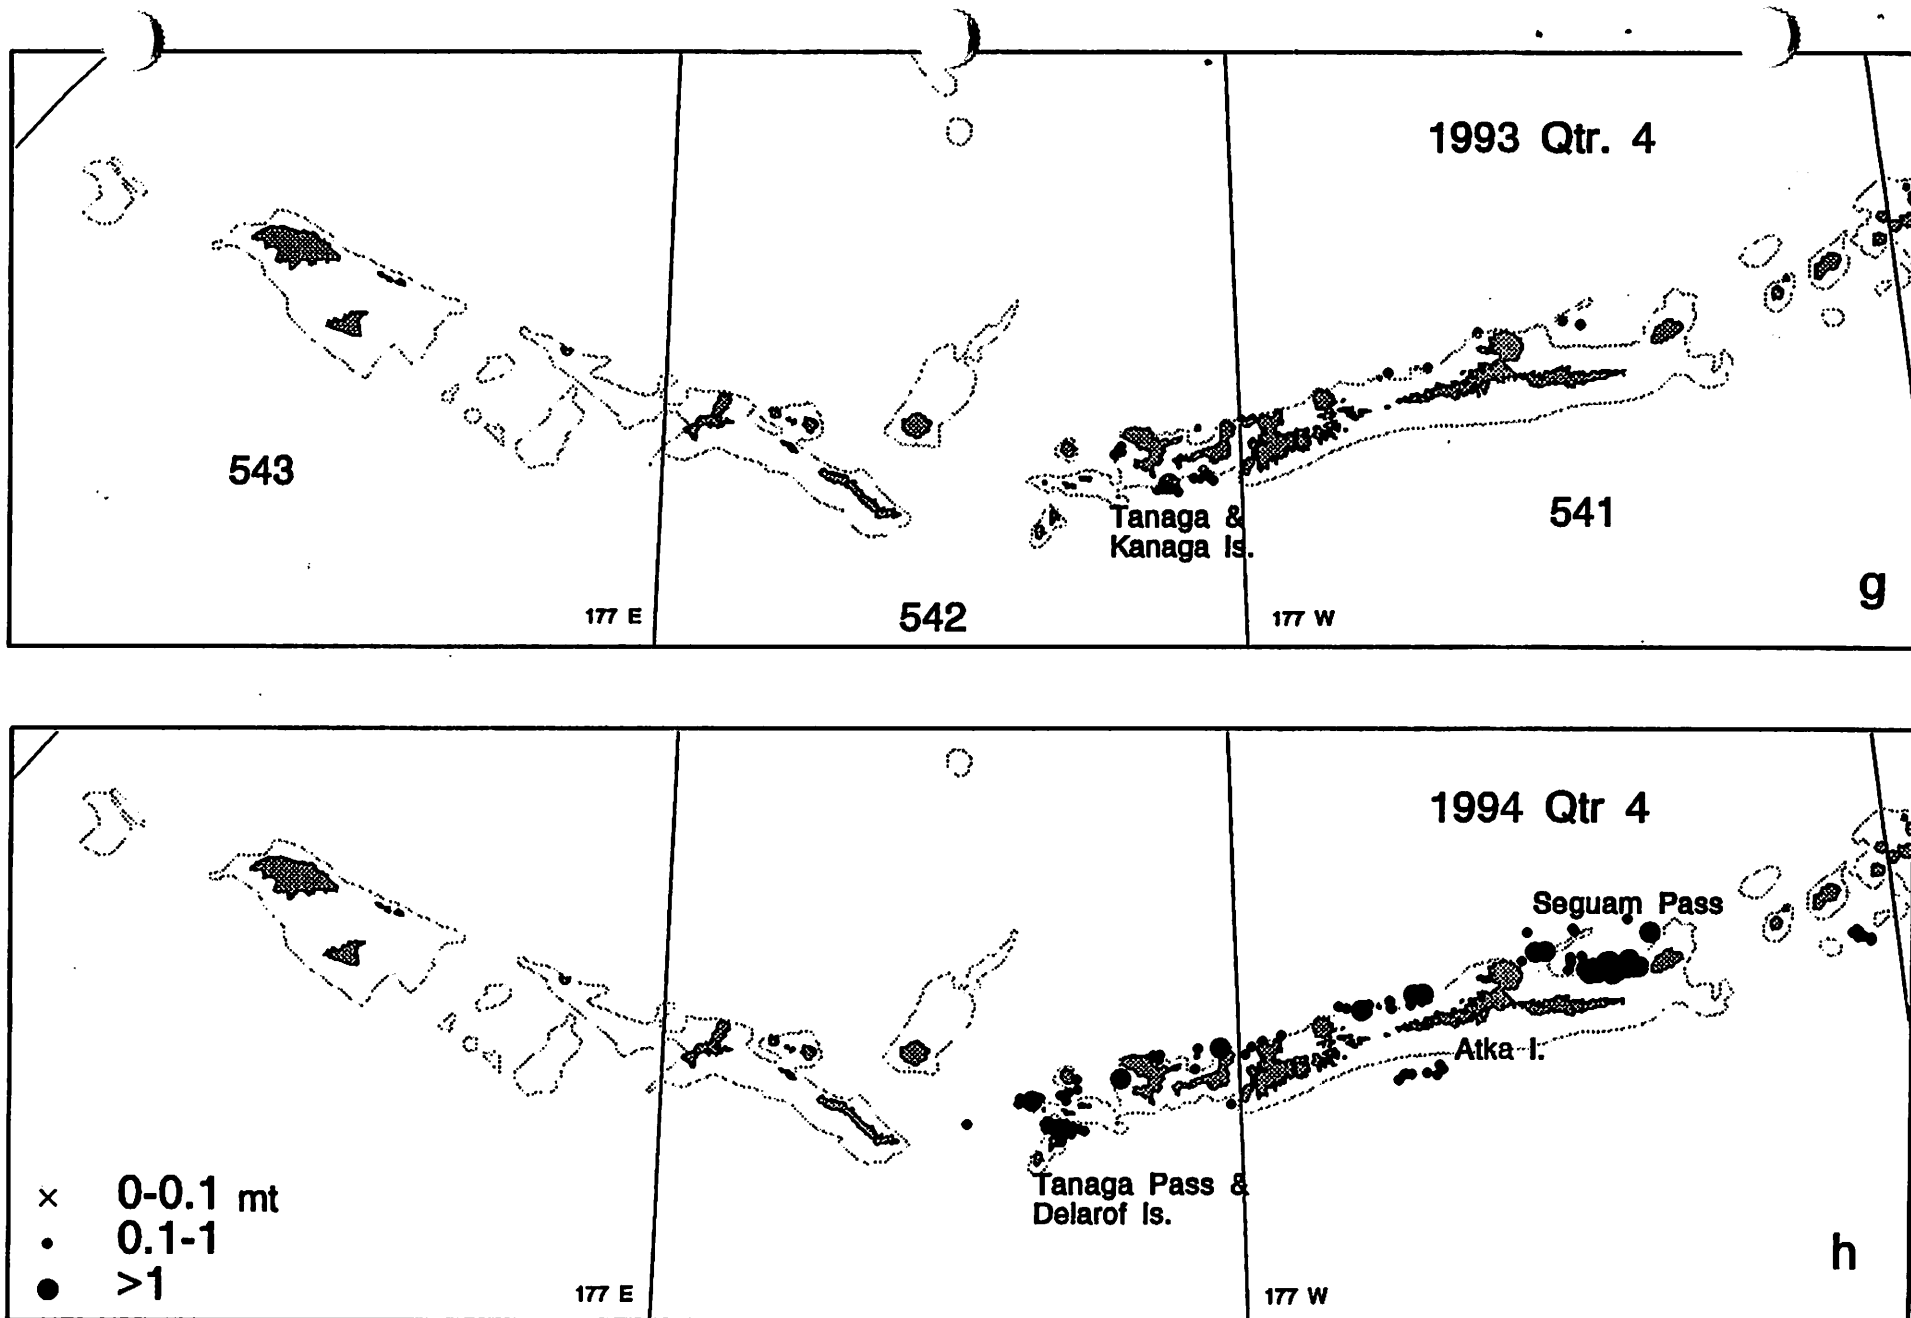 1993 Qtr. 4
543
Tanaga &
Kanaga Is.
541
177 E
542
177 W
g
1994 Qtr 4
Seguam Pass
Atka I.
Tanaga Pass &
Delarof Is.
× 0-0.1 mt
• 0.1-1
● >1
177 E
177 W
h